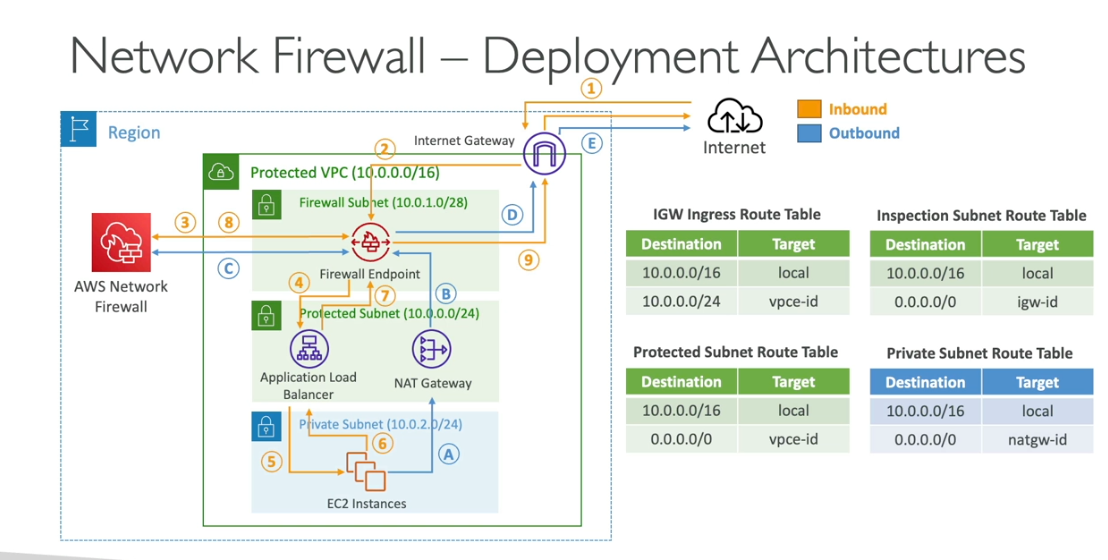 Network Firewall – Deployment Architectures
1
Internet
Inbound
Outbound
Region
Internet Gateway
E
2
Protected VPC (10.0.0.0/16)
Firewall Subnet (10.0.1.0/28)
D
3
8
C
9
AWS Network
Firewall
Firewall Endpoint
4
7
B
Protected Subnet (10.0.0.0/24)
Application Load
Balancer
NAT Gateway
Private Subnet (10.0.2.0/24)
6
5
A
EC2 Instances
IGW Ingress Route Table
Destination Target
10.0.0.0/16 local
10.0.0.0/24 vpce-id
Inspection Subnet Route Table
Destination Target
10.0.0.0/16 local
0.0.0.0/0 igw-id
Protected Subnet Route Table
Destination Target
10.0.0.0/16 local
0.0.0.0/0 vpce-id
Private Subnet Route Table
Destination Target
10.0.0.0/16 local
0.0.0.0/0 natgw-id